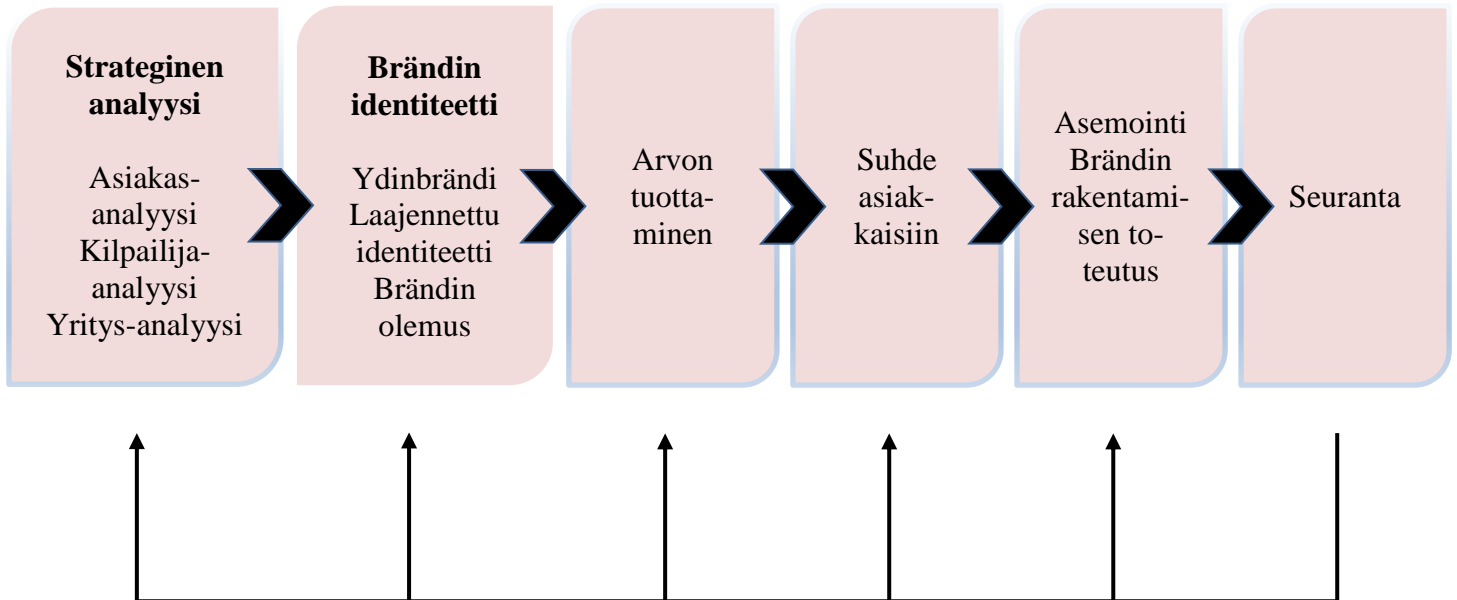 Strateginen
analyysi
Asiakas-
analyysi
Kilpailija-
analyysi
Yritys-analyysi
Brändin
identiteetti
Ydinbrändi
Laajennettu
identiteetti
Brändin
olemus
Arvon
tuotta-
minen
Suhde
asiak-
kaisiin
Asemointi
Brändin
rakentami-
sen to-
teutus
Seuranta